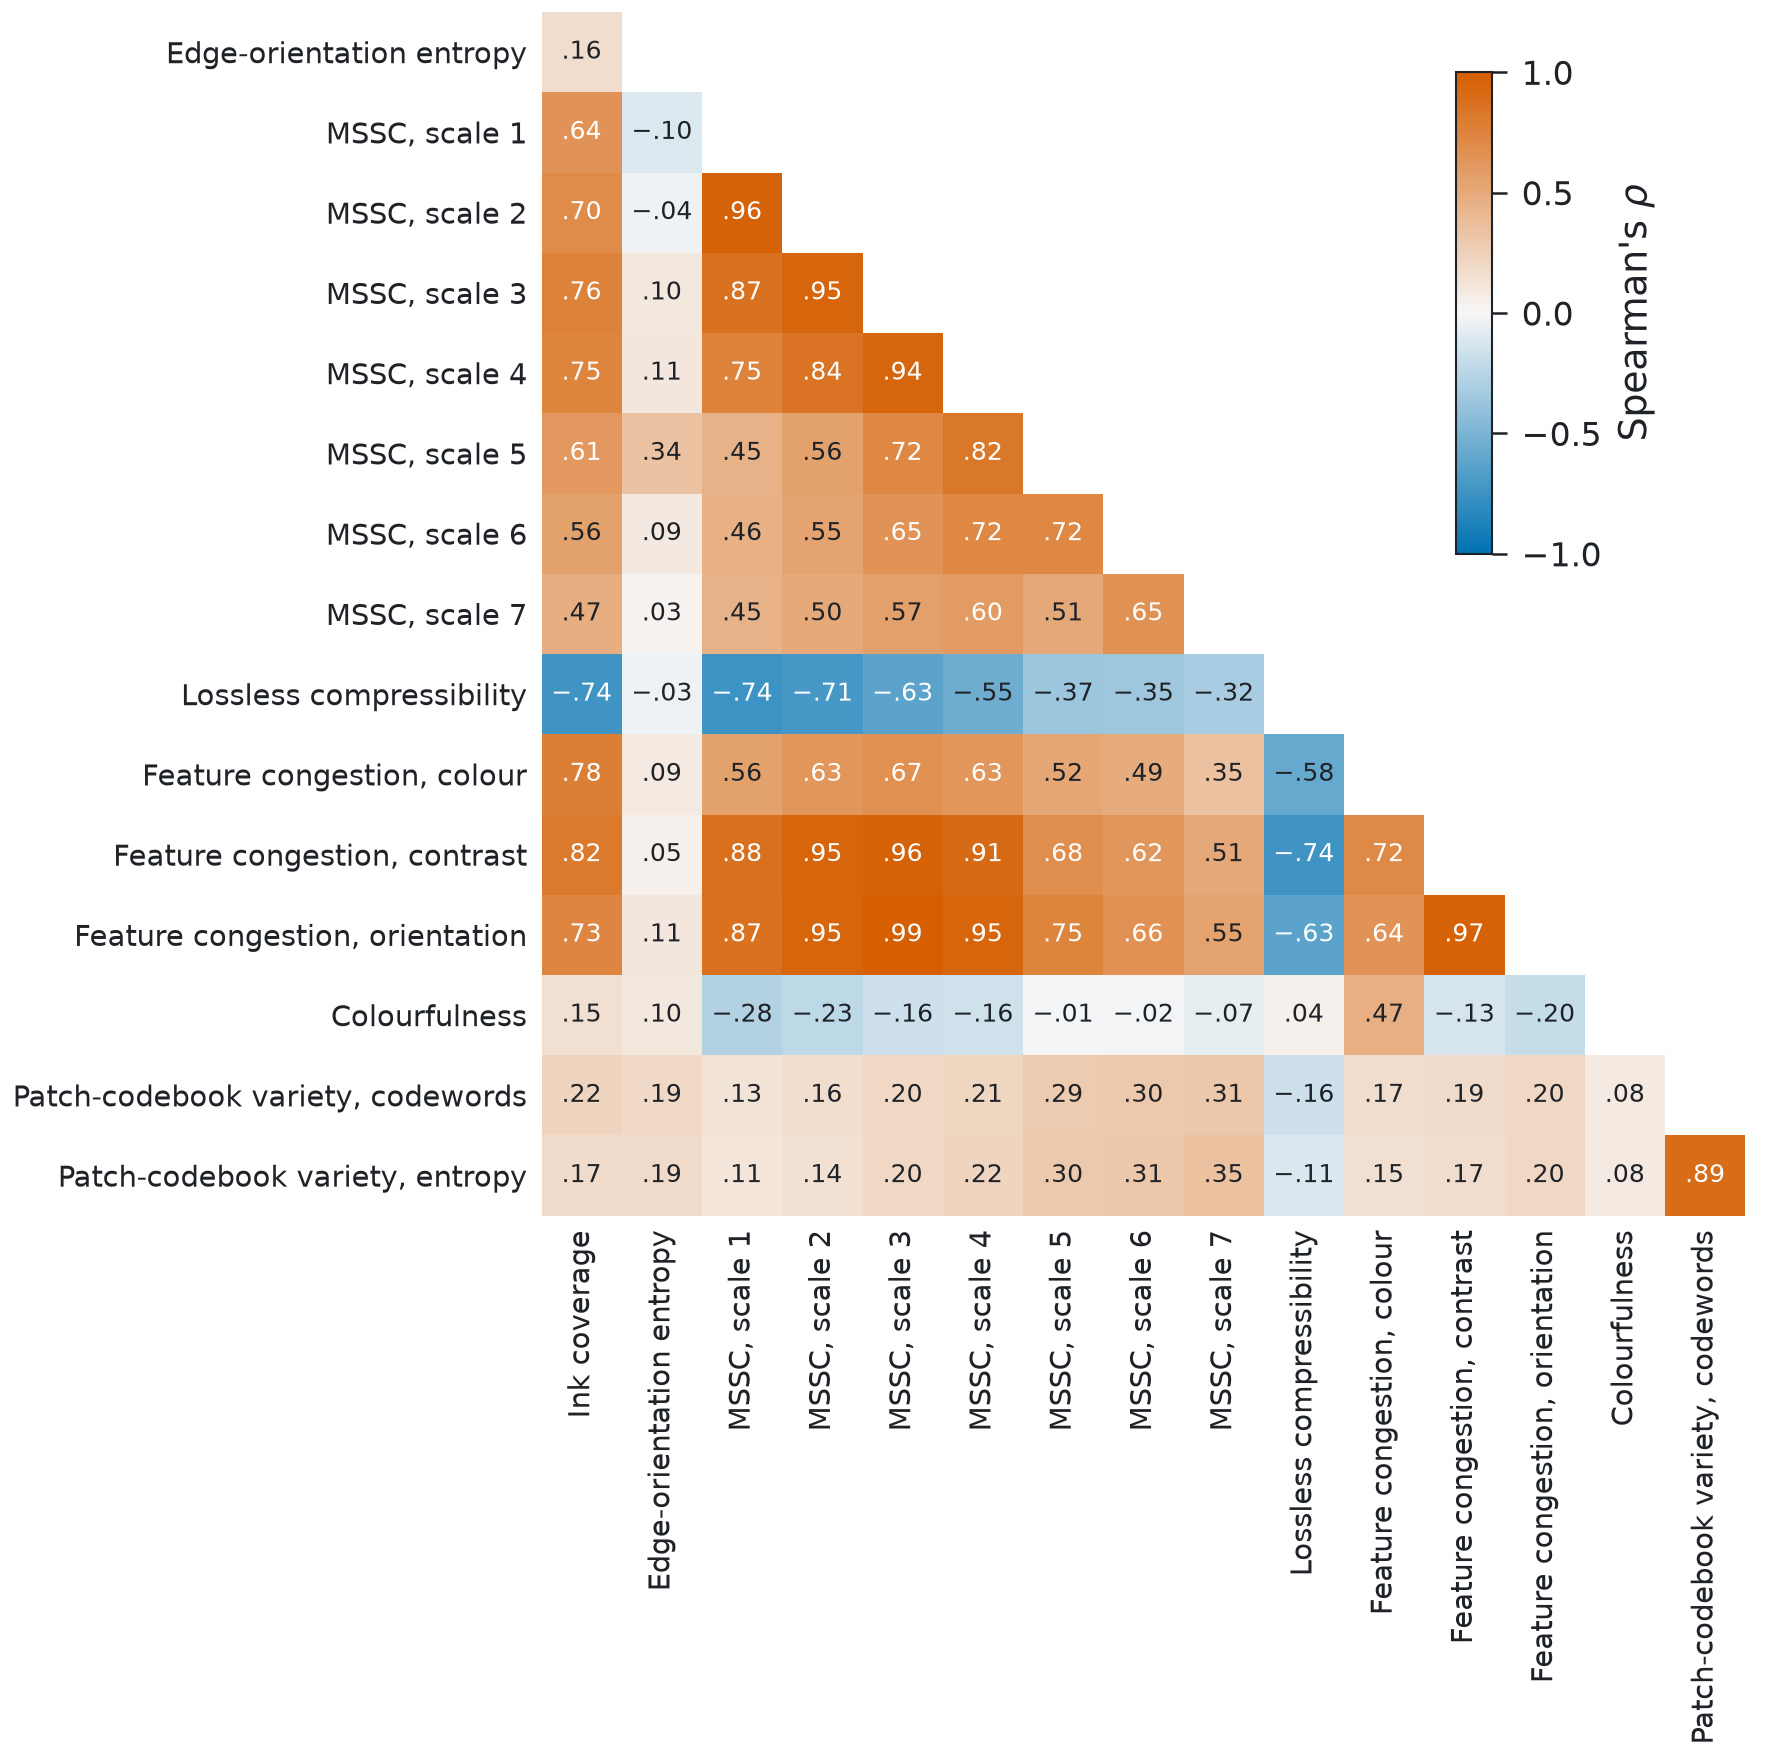 Edge-orientation entropy .16
MSSC, scale 1 .64 −.10
MSSC, scale 2 .70 −.04 .96
MSSC, scale 3 .76 .10 .87 .95
MSSC, scale 4 .75 .11 .75 .84 .94
MSSC, scale 5 .61 .34 .45 .56 .72 .82
MSSC, scale 6 .56 .09 .46 .55 .65 .72 .72
MSSC, scale 7 .47 .03 .45 .50 .57 .60 .51 .65
Lossless compressibility −.74 −.03 −.74 −.71 −.63 −.55 −.37 −.35 −.32
Feature congestion, colour .78 .09 .56 .63 .67 .63 .52 .49 .35 −.58
Feature congestion, contrast .82 .05 .88 .95 .96 .91 .68 .62 .51 −.74 .72
Feature congestion, orientation .73 .11 .87 .95 .99 .95 .75 .66 .55 −.63 .64 .97
Colourfulness .15 .10 −.28 −.23 −.16 −.16 −.01 −.02 −.07 .04 .47 −.13 −.20
Patch-codebook variety, codewords .22 .19 .13 .16 .20 .21 .29 .30 .31 −.16 .17 .19 .20 .08
Patch-codebook variety, entropy .17 .19 .11 .14 .20 .22 .30 .31 .35 −.11 .15 .17 .20 .08 .89
Ink coverage
Edge-orientation entropy
MSSC, scale 1
MSSC, scale 2
MSSC, scale 3
MSSC, scale 4
MSSC, scale 5
MSSC, scale 6
MSSC, scale 7
Lossless compressibility
Feature congestion, colour
Feature congestion, contrast
Feature congestion, orientation
Colourfulness
Patch-codebook variety, codewords
1.0
0.5
0.0
−0.5
−1.0
Spearman's ρ